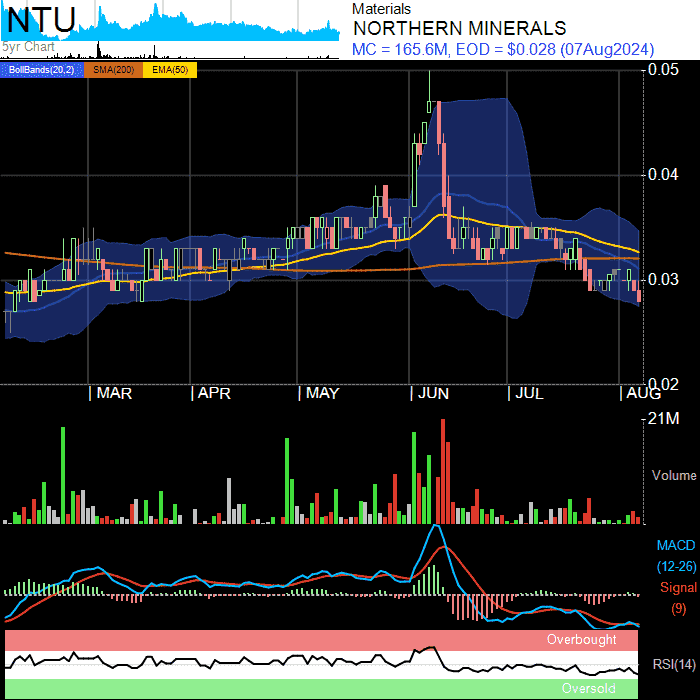 NTU
5yr Chart
Materials
NORTHERN MINERALS
MC = 165.6M, EOD = $0.028 (07Aug2024)
BollBands(20,2) SMA(200) EMA(50)
0.05
0.04
0.03
0.02
| MAR | APR | MAY | JUN | JUL | AUG
21M
Volume
MACD
(12-26)
Signal
(9)
Overbought
RSI(14)
Oversold